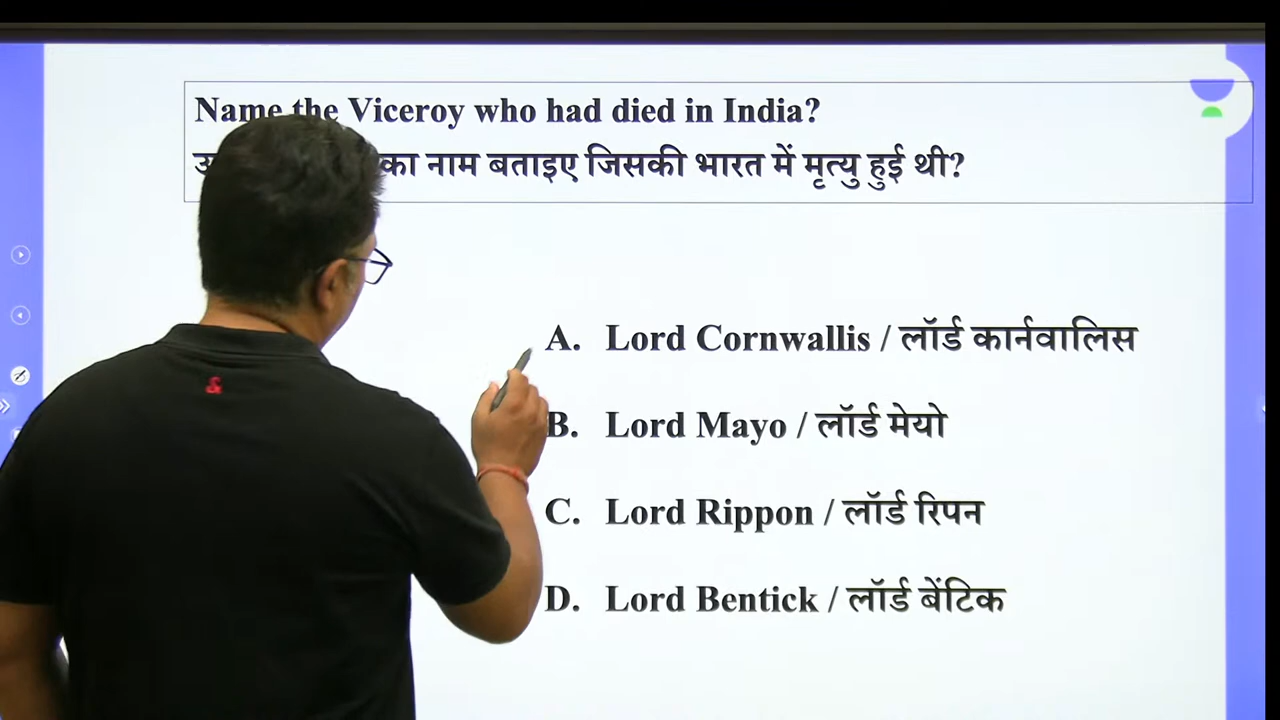 Name the Viceroy who had died in India?
का नाम बताइए जिसकी भारत में मृत्यु हुई थी?
A. Lord Cornwallis / लॉर्ड कार्नवालिस
B. Lord Mayo / लॉर्ड मेयो
C. Lord Rippon / लॉर्ड रिपन
D. Lord Bentick / लॉर्ड बेंटिक